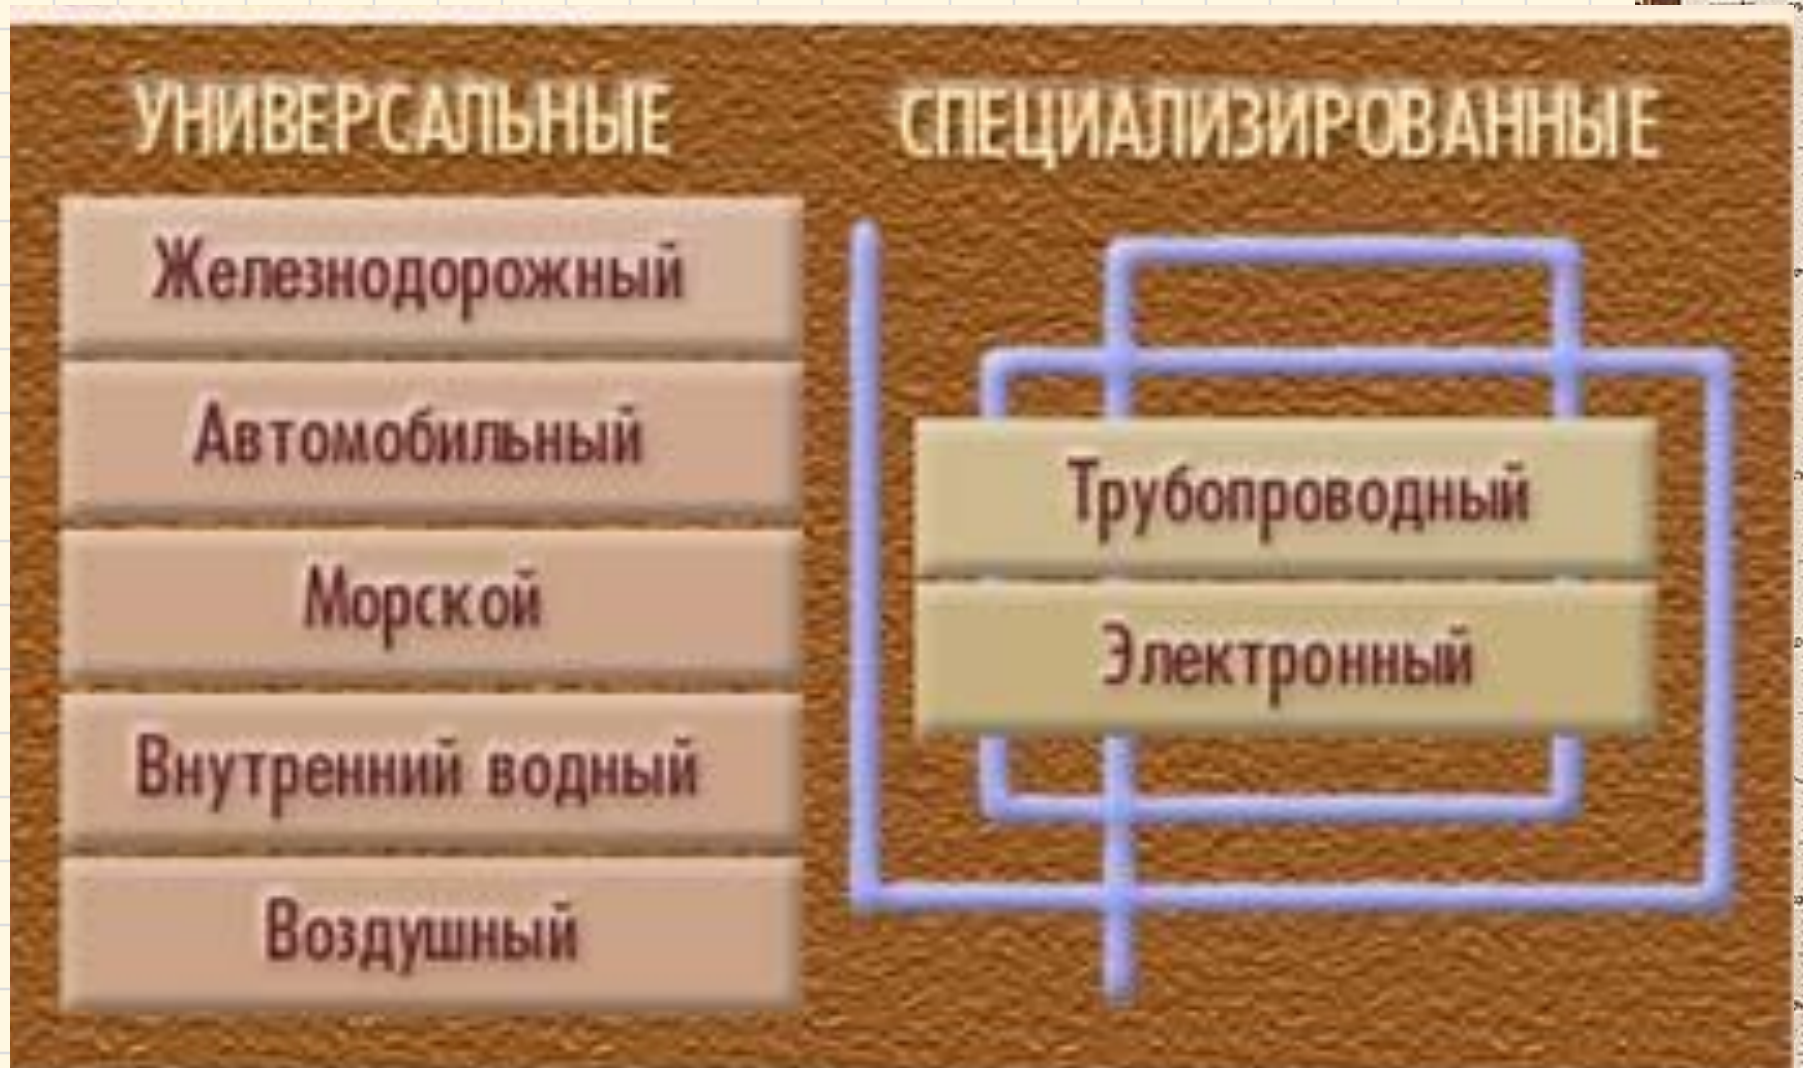 УНИВЕРСАЛЬНЫЕ
Железнодорожный
Автомобильный
Морской
Внутренний водный
Воздушный
СПЕЦИАЛИЗИРОВАННЫЕ
Трубопроводный
Электронный